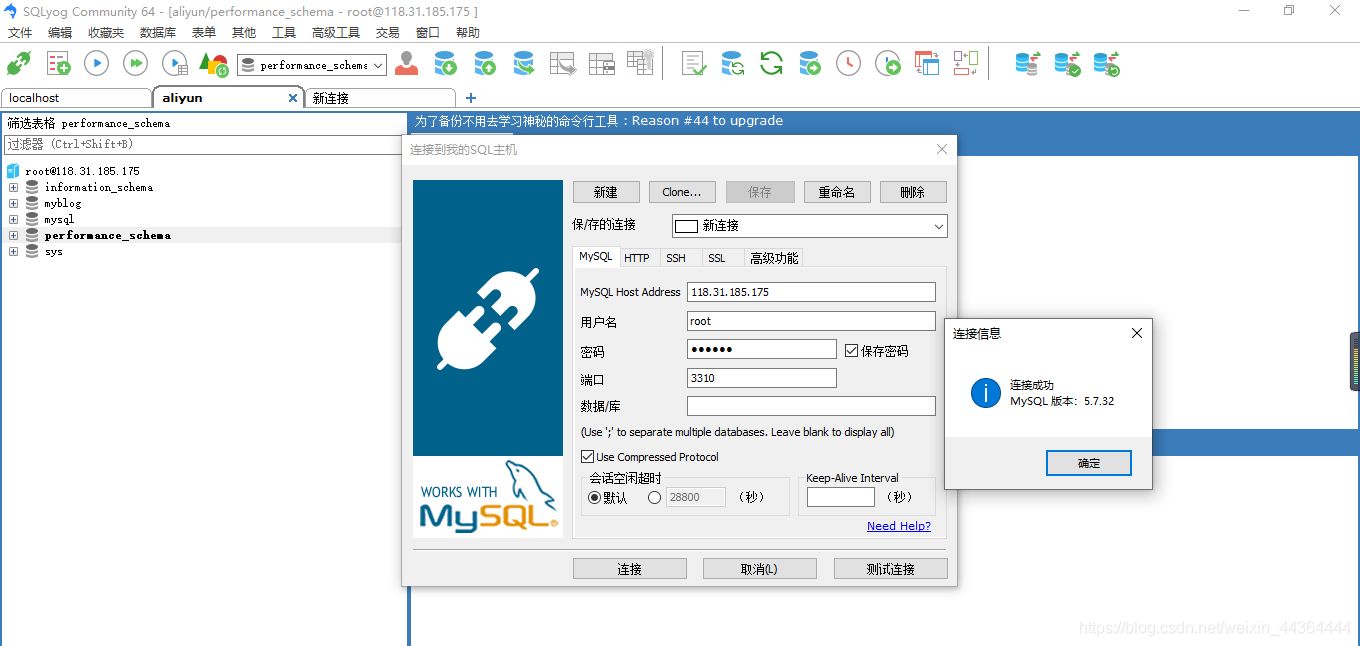 SQLyog Community 64 - [aliyun/performance_schema - root@118.31.185.175 ]
文件 编辑 收藏夹 数据库 表单 其他 工具 高级工具 交易 窗口 帮助
performance_schema
localhost aliyun 新连接
筛选表格 performance_schema
过滤器 (Ctrl+Shift+B)
root@118.31.185.175
information_schema
myblog
mysql
performance_schema
sys
为了备份不用去学习神秘的命令行工具：Reason #44 to upgrade
连接到我的SQL主机
新建 Clone... 保存 重命名 删除
保/存的连接 新连接
MySQL HTTP SSH SSL 高级功能
MySQL Host Address 118.31.185.175
用户名 root
密码 ●●●●●● 保存密码
端口 3310
数据/库
(Use ';' to separate multiple databases. Leave blank to display all)
Use Compressed Protocol
会话空闲超时 Keep-Alive Interval
默认 28800 (秒) (秒)
Need Help?
WORKS WITH
MySQL®
连接 取消(L) 测试连接
连接信息
连接成功
MySQL 版本：5.7.32
确定
https://blog.csdn.net/weixin_44364444